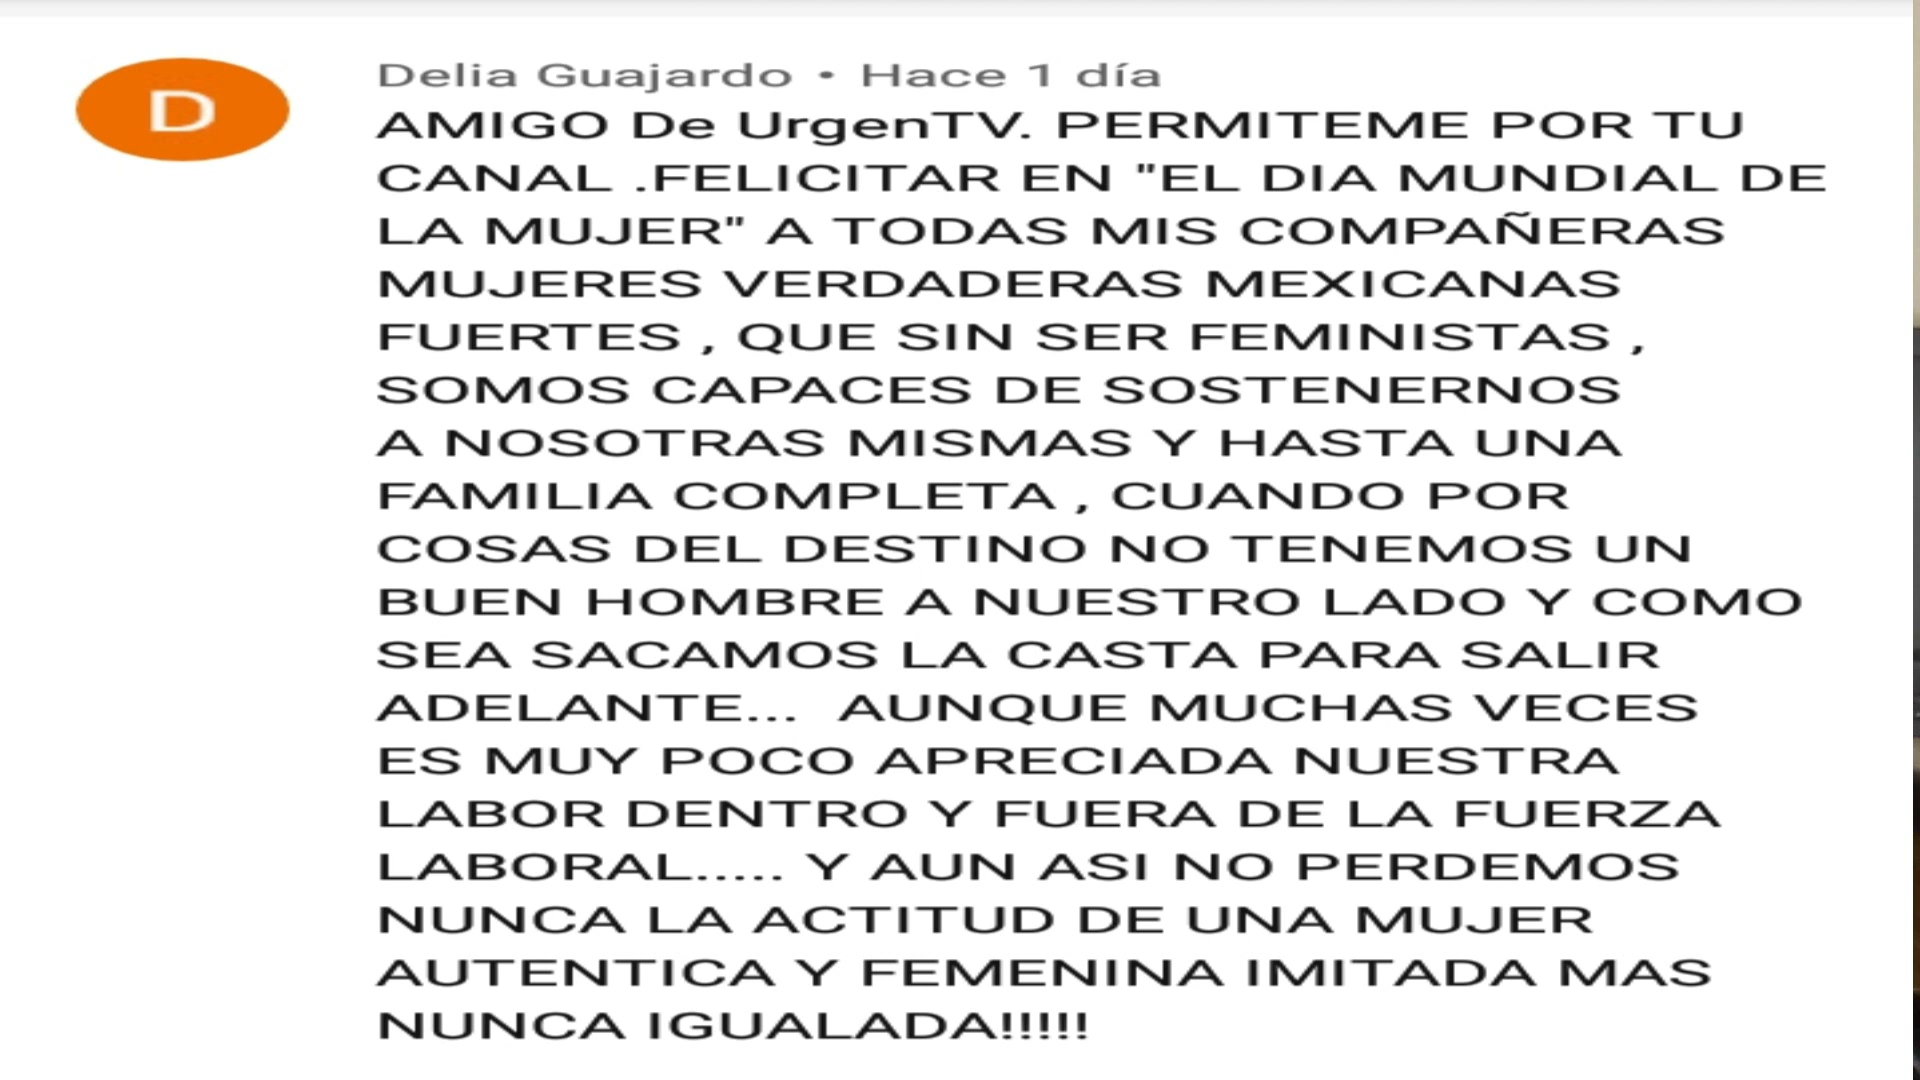 D
Delia Guajardo • Hace 1 día
AMIGO De UrgenTV. PERMITEME POR TU
CANAL .FELICITAR EN "EL DIA MUNDIAL DE
LA MUJER" A TODAS MIS COMPAÑERAS
MUJERES VERDADERAS MEXICANAS
FUERTES , QUE SIN SER FEMINISTAS ,
SOMOS CAPACES DE SOSTENERNOS
A NOSOTRAS MISMAS Y HASTA UNA
FAMILIA COMPLETA , CUANDO POR
COSAS DEL DESTINO NO TENEMOS UN
BUEN HOMBRE A NUESTRO LADO Y COMO
SEA SACAMOS LA CASTA PARA SALIR
ADELANTE...  AUNQUE MUCHAS VECES
ES MUY POCO APRECIADA NUESTRA
LABOR DENTRO Y FUERA DE LA FUERZA
LABORAL..... Y AUN ASI NO PERDEMOS
NUNCA LA ACTITUD DE UNA MUJER
AUTENTICA Y FEMENINA IMITADA MAS
NUNCA IGUALADA!!!!!